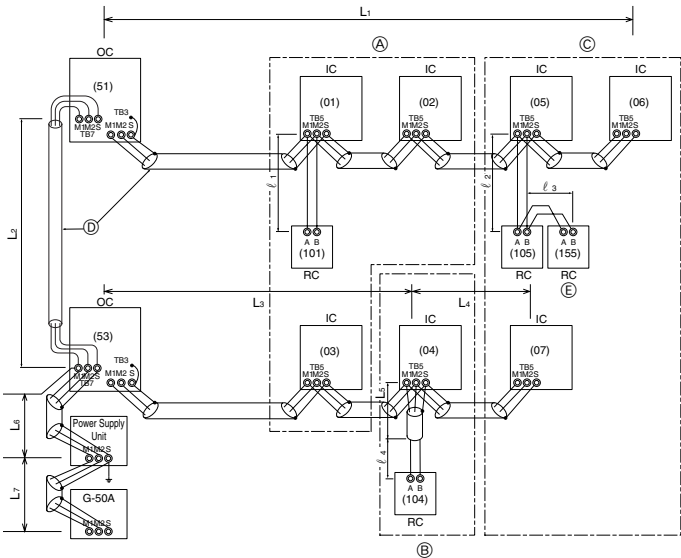 L1
A
C
OC
IC
IC
IC
IC
(51)
(01)
(02)
(05)
(06)
TB3
TB5
TB5
TB5
TB5
M1M2S
M1M2 S
M1M2S
M1M2S
M1M2S
M1M2S
TB7
ℓ1
ℓ2
ℓ3
L2
D
A B
A B
A B
(101)
(105)
(155)
RC
RC
RC
E
L3
L4
OC
IC
IC
IC
(53)
(03)
(04)
(07)
TB3
TB5
TB5
TB5
M1M2S
M1M2 S
M1M2S
M1M2S
M1M2S
TB7
L5
L6
Power Supply
Unit
M1M2S
ℓ4
A B
(104)
RC
L7
G-50A
M1M2S
B